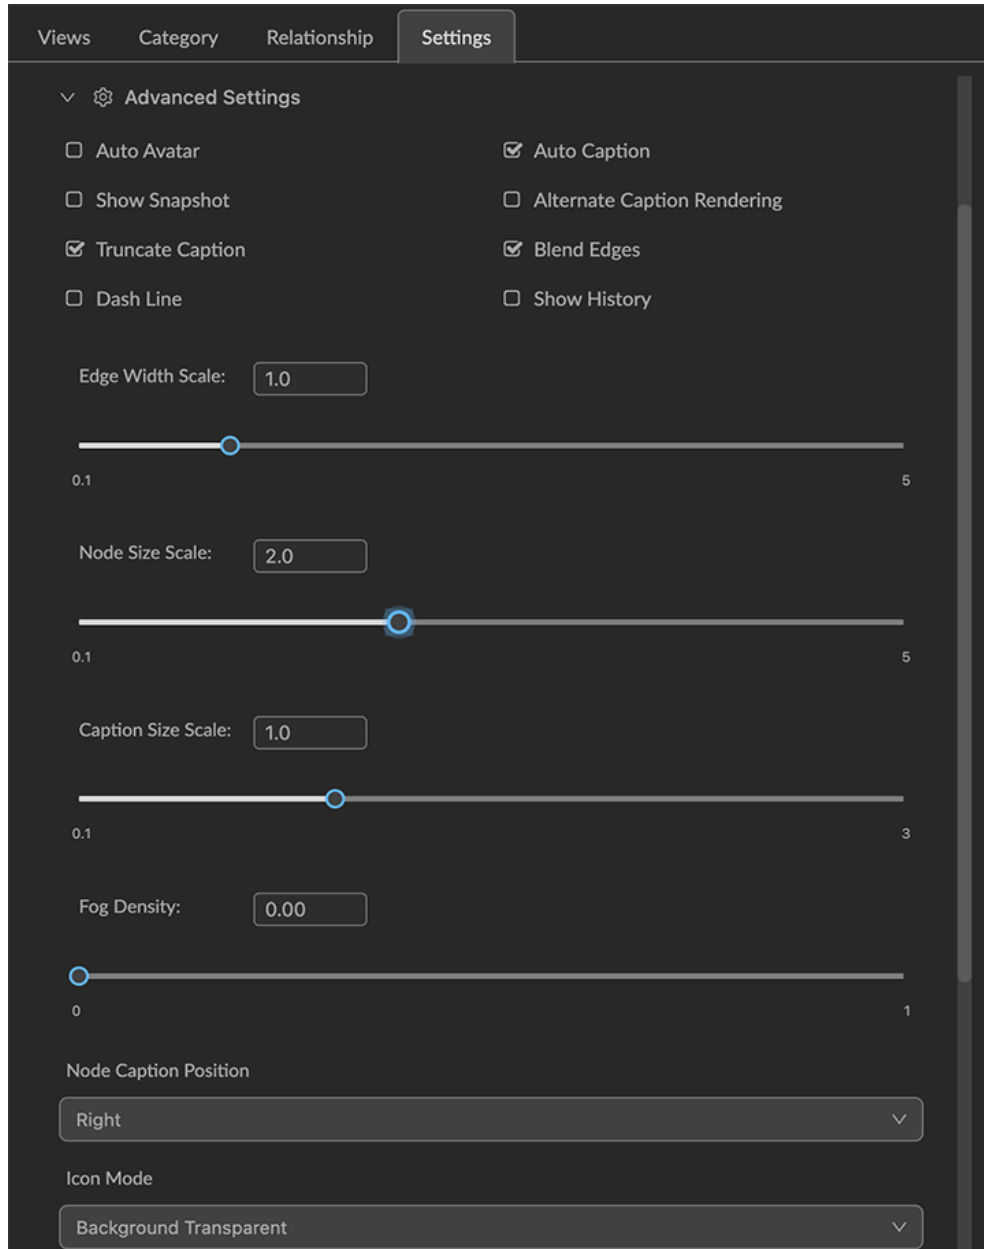 Views Category Relationship Settings
Advanced Settings
Auto Avatar Auto Caption
Show Snapshot Alternate Caption Rendering
Truncate Caption Blend Edges
Dash Line Show History
Edge Width Scale: 1.0
0.1 5
Node Size Scale: 2.0
0.1 5
Caption Size Scale: 1.0
0.1 3
Fog Density: 0.00
0 1
Node Caption Position
Right
Icon Mode
Background Transparent